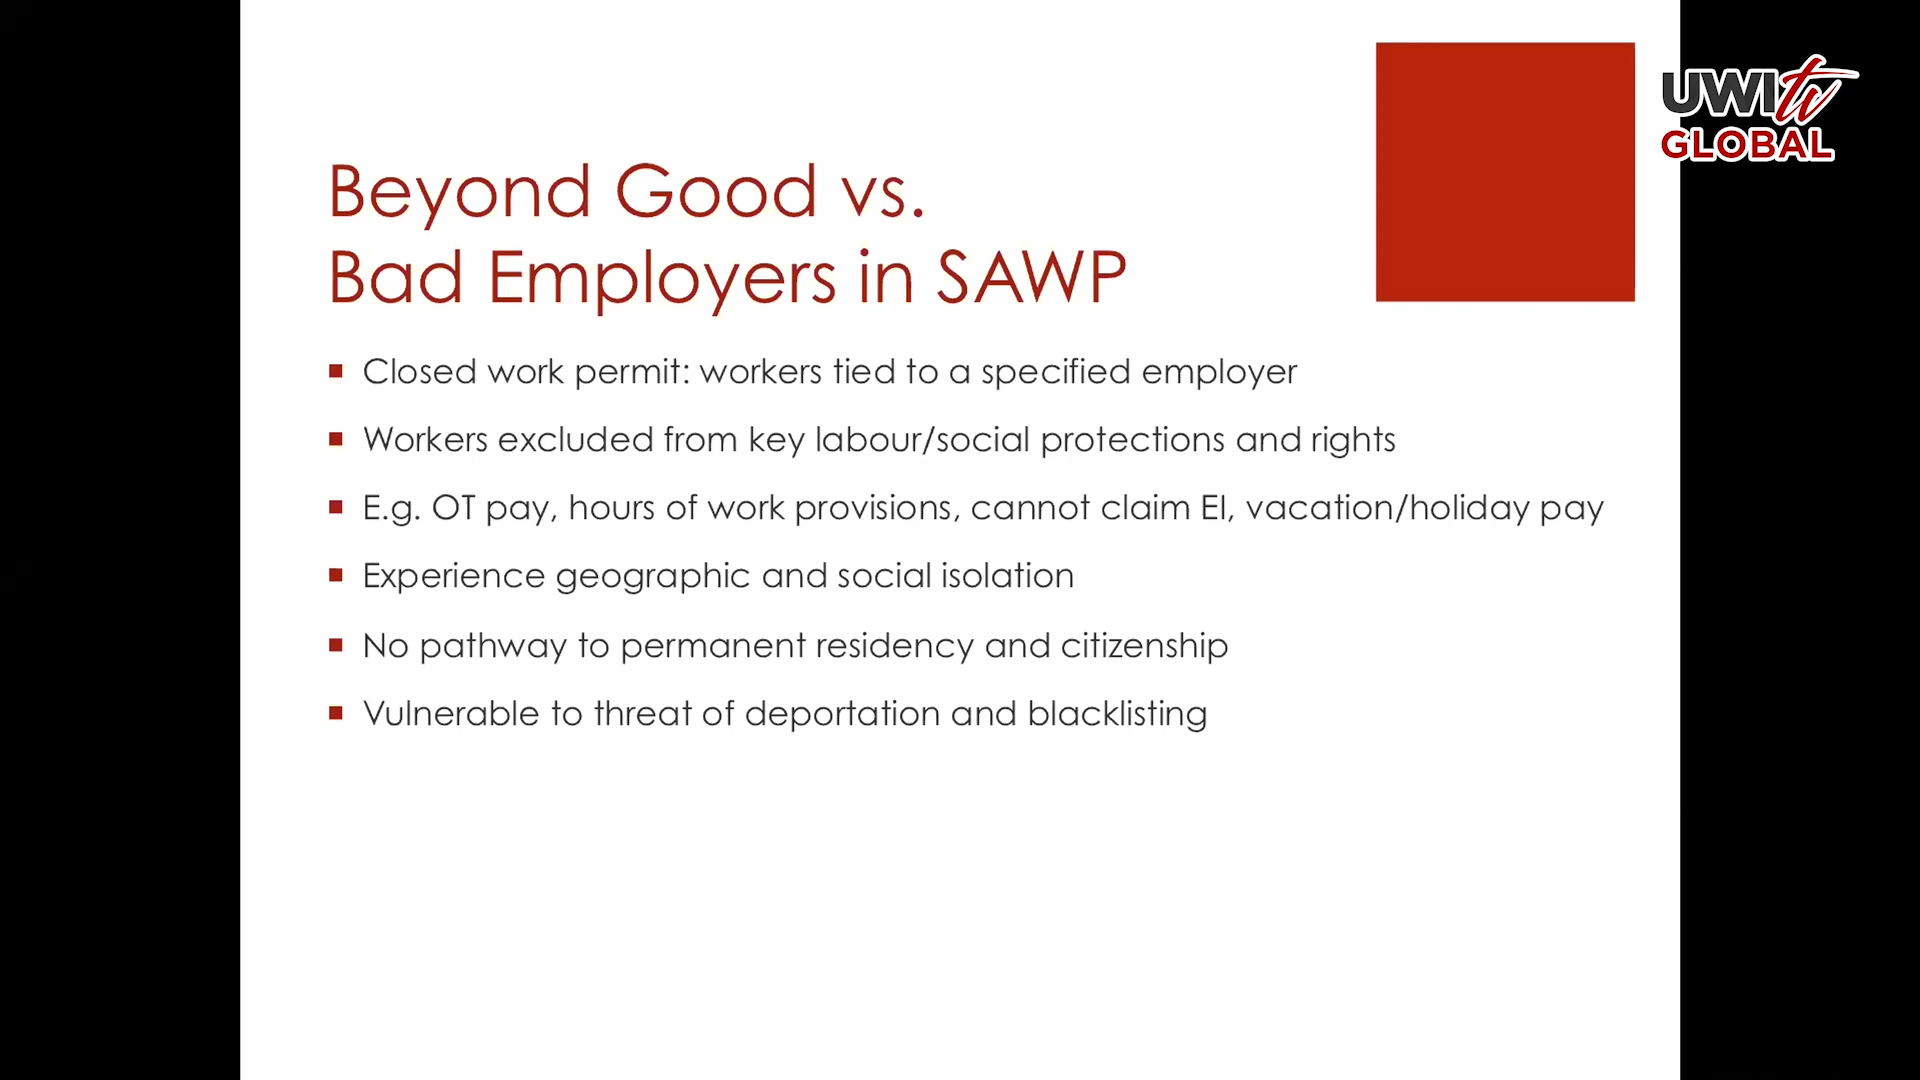 UWItv
GLOBAL
Beyond Good vs.
Bad Employers in SAWP
Closed work permit: workers tied to a specified employer
Workers excluded from key labour/social protections and rights
E.g. OT pay, hours of work provisions, cannot claim EI, vacation/holiday pay
Experience geographic and social isolation
No pathway to permanent residency and citizenship
Vulnerable to threat of deportation and blacklisting